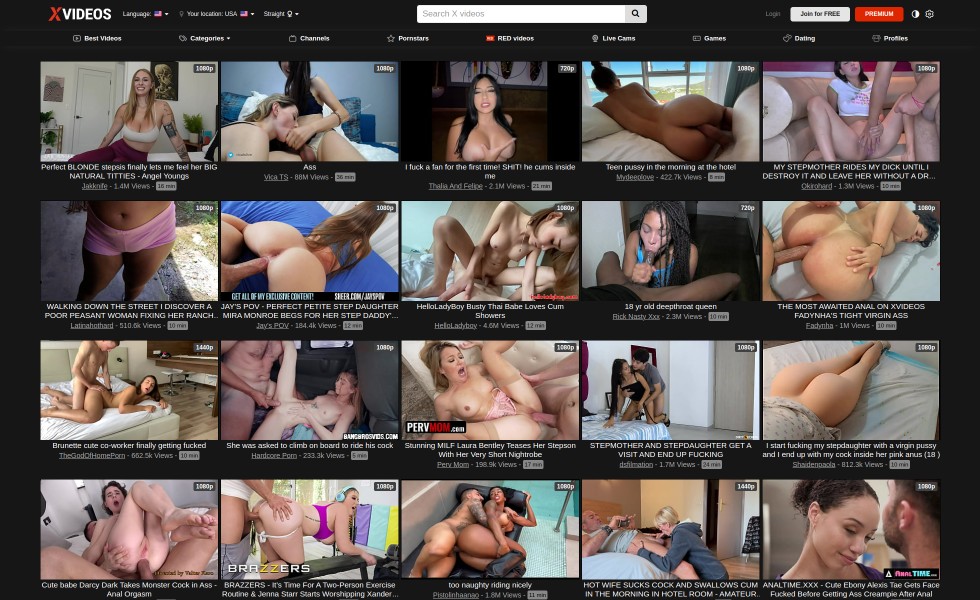 XVIDEOS
Language:
Your location: USA
Straight
Search X videos
Login
Join for FREE
PREMIUM
Best Videos
Categories
Channels
Pornstars
RED videos
Live Cams
Games
Dating
Profiles
1080p
1080p
720p
1080p
1080p
Perfect BLONDE stepsis finally lets me feel her BIG
NATURAL TITTIES - Angel Youngs
Jakknife - 1.4M Views - 16 min
Ass
Vica TS - 88M Views - 36 min
I fuck a fan for the first time! SHIT! he cums inside
me
Thalia And Felipe - 2.1M Views - 21 min
Teen pussy in the morning at the hotel
Mydeeplove - 422.7k Views - 8 min
MY STEPMOTHER RIDES MY DICK UNTIL I
DESTROY IT AND LEAVE HER WITHOUT A DR...
Okirohard - 1.3M Views - 10 min
1080p
1080p
1080p
720p
1080p
GET ALL OF MY EXCLUSIVE CONTENT!
SHEER.COM/JAYSPOV
WALKING DOWN THE STREET I DISCOVER A
POOR PEASANT WOMAN FIXING HER RANCH...
Latinahothard - 510.6k Views - 10 min
JAY'S POV - PERFECT PETITE STEP DAUGHTER
MIRA MONROE BEGS FOR HER STEP DADDY'...
Jay's POV - 184.4k Views - 12 min
HelloLadyBoy Busty Thai Babe Loves Cum
Showers
HelloLadyboy - 4.6M Views - 12 min
18 yr old deepthroat queen
Rick Nasty Xxx - 2.3M Views - 10 min
THE MOST AWAITED ANAL ON XVIDEOS
FADYNHA'S TIGHT VIRGIN ASS
Fadynha - 1M Views - 10 min
1440p
1080p
1080p
1080p
1080p
BANGBROSVIDS.COM
PERVMOM.com
Brunette cute co-worker finally getting fucked
TheGodOfHomePorn - 662.5k Views - 10 min
She was asked to climb on board to ride his cock
Hardcore Porn - 233.3k Views - 5 min
Stunning MILF Laura Bentley Teases Her Stepson
With Her Very Short Nightrobe
Perv Mom - 198.9k Views - 17 min
STEPMOTHER AND STEPDAUGHTER GET A
VISIT AND END UP FUCKING
dsfilmation - 1.7M Views - 24 min
I start fucking my stepdaughter with a virgin pussy
and I end up with my cock inside her pink anus (18 )
Shaidenpaola - 812.3k Views - 10 min
1080p
1080p
1080p
1440p
1080p
BRAZZERS
ANALTIME.XXX
Cute babe Darcy Dark Takes Monster Cock in Ass -
Anal Orgasm
BRAZZERS - It's Time For A Two-Person Exercise
Routine & Jenna Starr Starts Worshipping Xander...
too naughty riding nicely
Pistolinhanao - 1.8M Views - 11 min
HOT WIFE SUCKS COCK AND SWALLOWS CUM
IN THE MORNING IN HOTEL ROOM - AMATEUR...
ANALTIME.XXX - Cute Ebony Alexis Tae Gets Face
Fucked Before Getting Ass Creampie After Anal